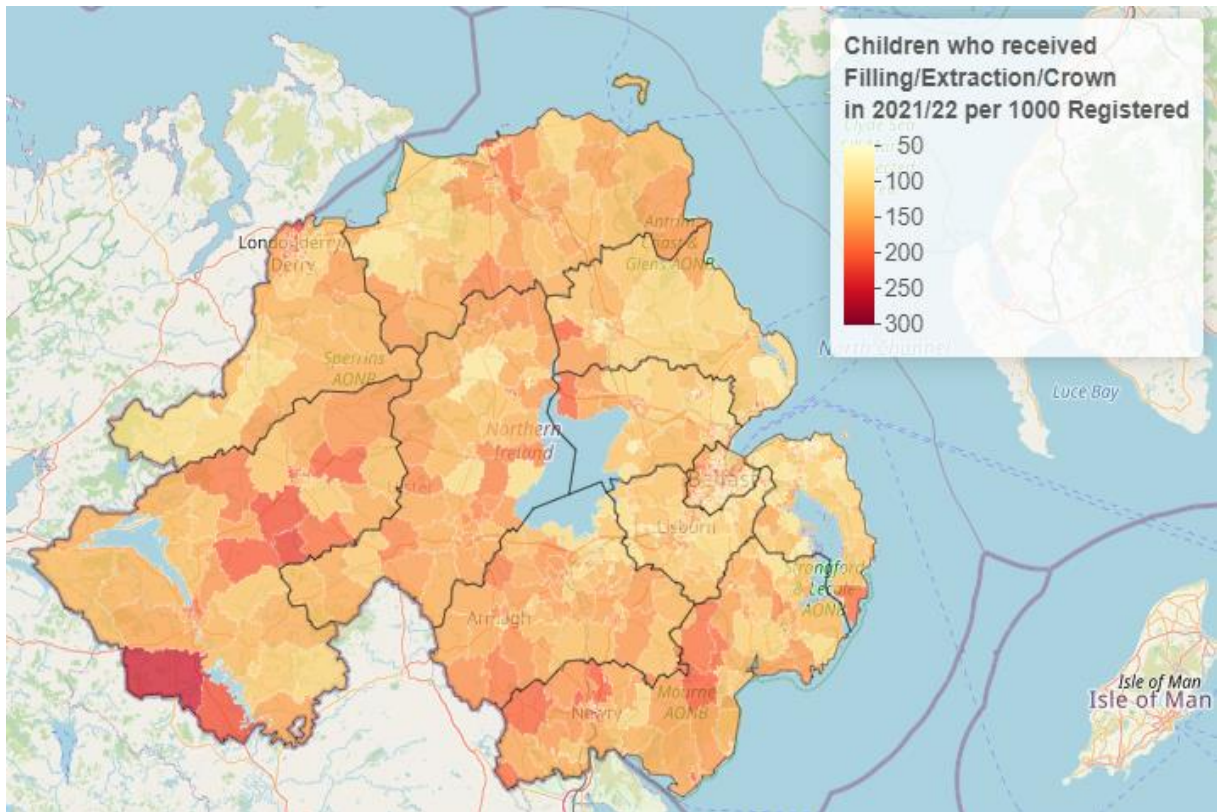 Children who received
Filling/Extraction/Crown
in 2021/22 per 1000 Registered
50
100
150
200
250
300
Londonderry/
Derry
Antrim
Coast &
Glens AONB
Sperrins
AONB
North Channel
Luce Bay
Northern
Ireland
Ulster
Belfast
Lisburn
Strangford
& Lecale
AONB
Armagh
Newry
Mourne
AONB
Isle of Man
Isle of Man